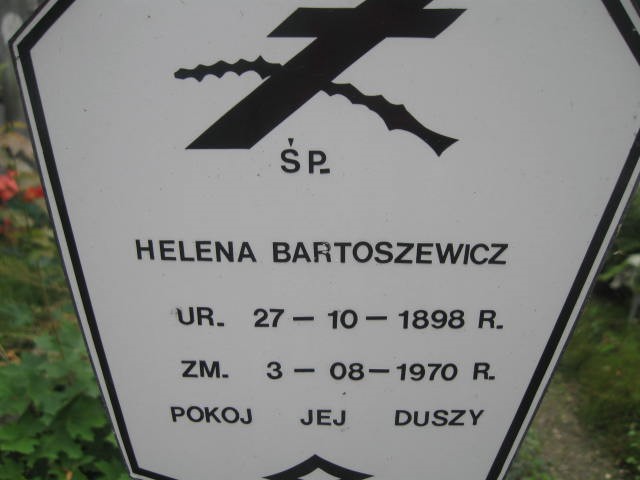 ŚP.
HELENA BARTOSZEWICZ
UR. 27-10-1898 R.
ZM. 3-08-1970 R.
POKOJ JEJ DUSZY